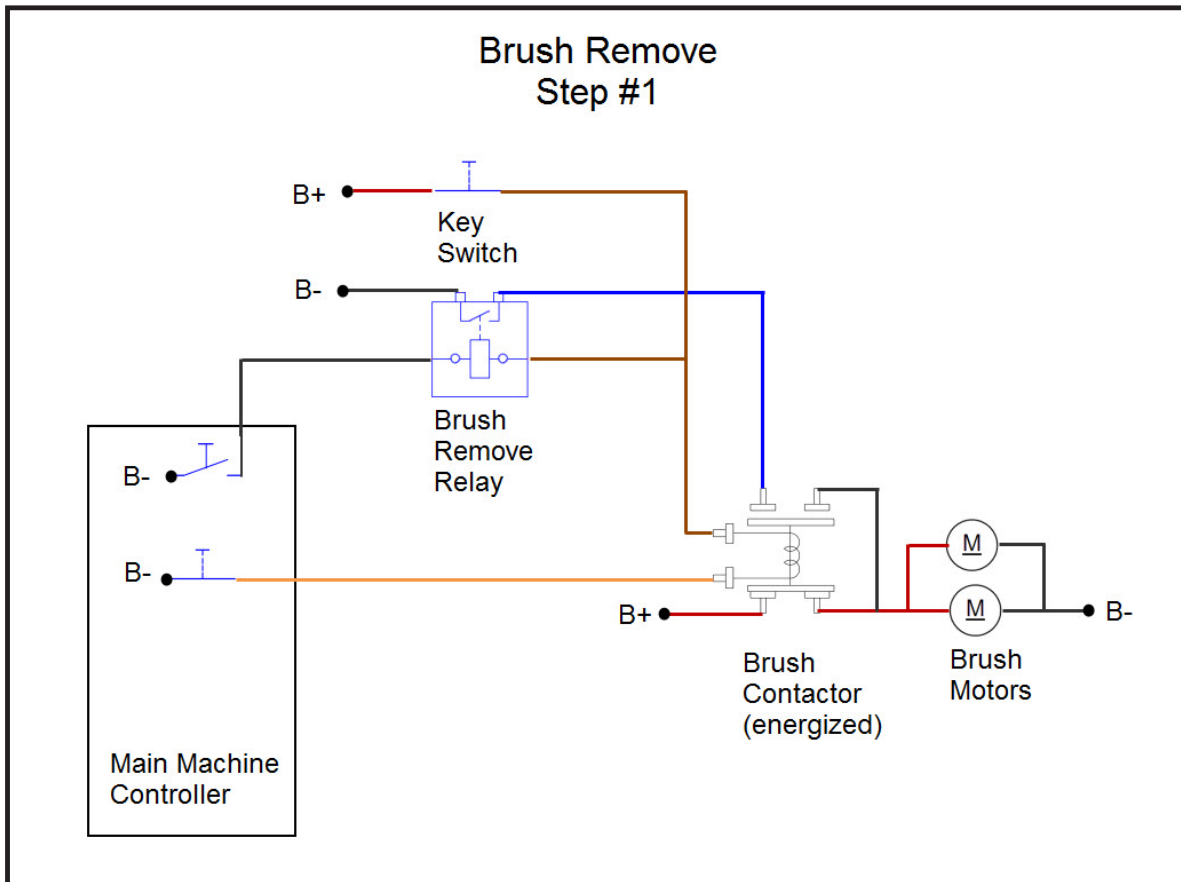 Brush Remove
Step #1
B+
Key
Switch
B-
Brush
Remove
Relay
B-
B-
B+
M
M
B-
Brush
Contactor
(energized)
Brush
Motors
Main Machine
Controller